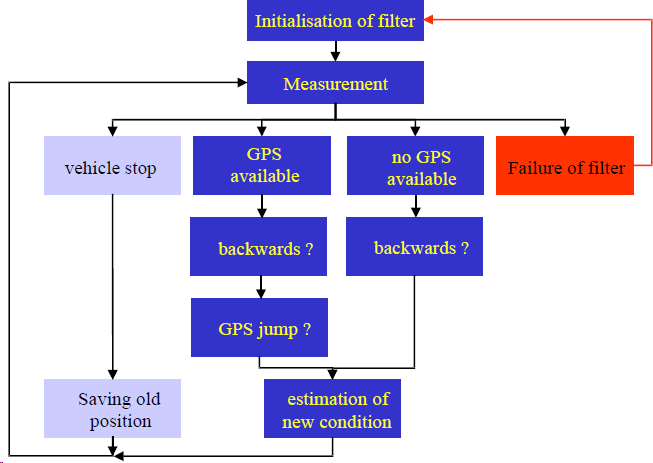 Initialisation of filter
Measurement
vehicle stop
GPS
available
no GPS
available
Failure of filter
backwards ?
backwards ?
GPS jump ?
Saving old
position
estimation of
new condition